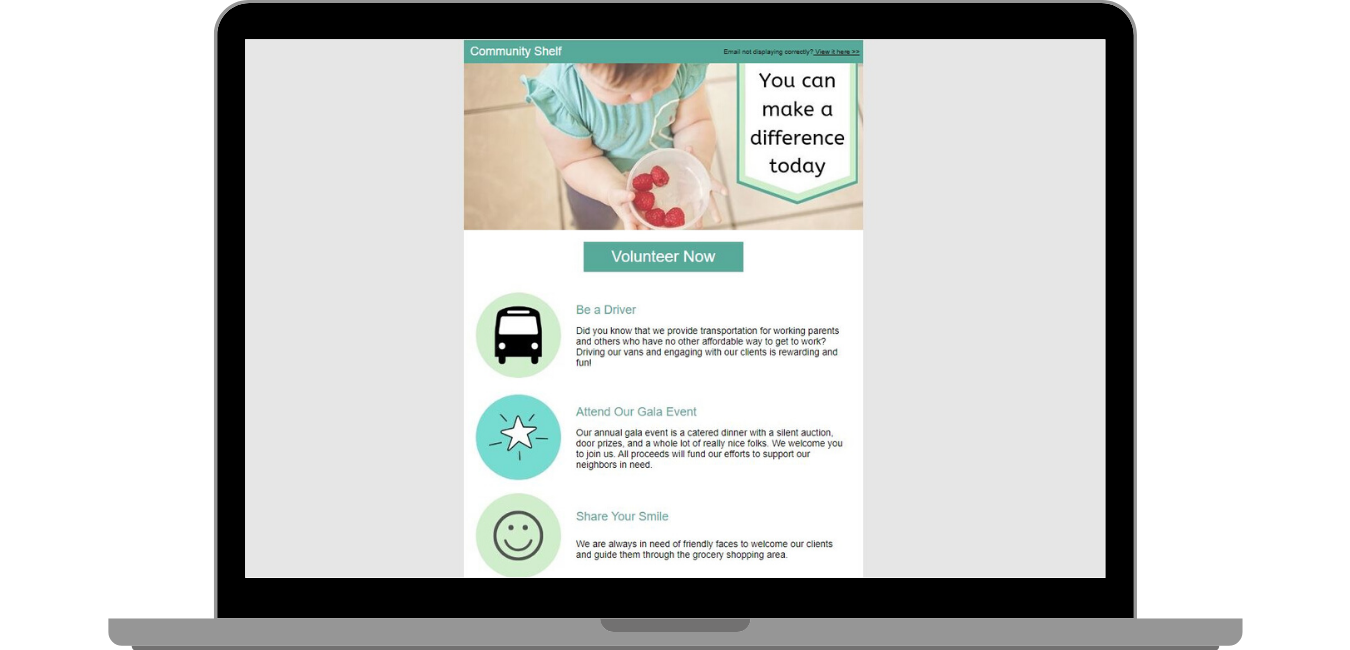 Community Shelf
Email not displaying correctly? View it here >>
You can
make a
difference
today
Volunteer Now
Be a Driver
Did you know that we provide transportation for working parents
and others who have no other affordable way to get to work?
Driving our vans and engaging with our clients is rewarding and
fun!
Attend Our Gala Event
Our annual gala event is a catered dinner with a silent auction,
door prizes, and a whole lot of really nice folks. We welcome you
to join us. All proceeds will fund our efforts to support our
neighbors in need.
Share Your Smile
We are always in need of friendly faces to welcome our clients
and guide them through the grocery shopping area.